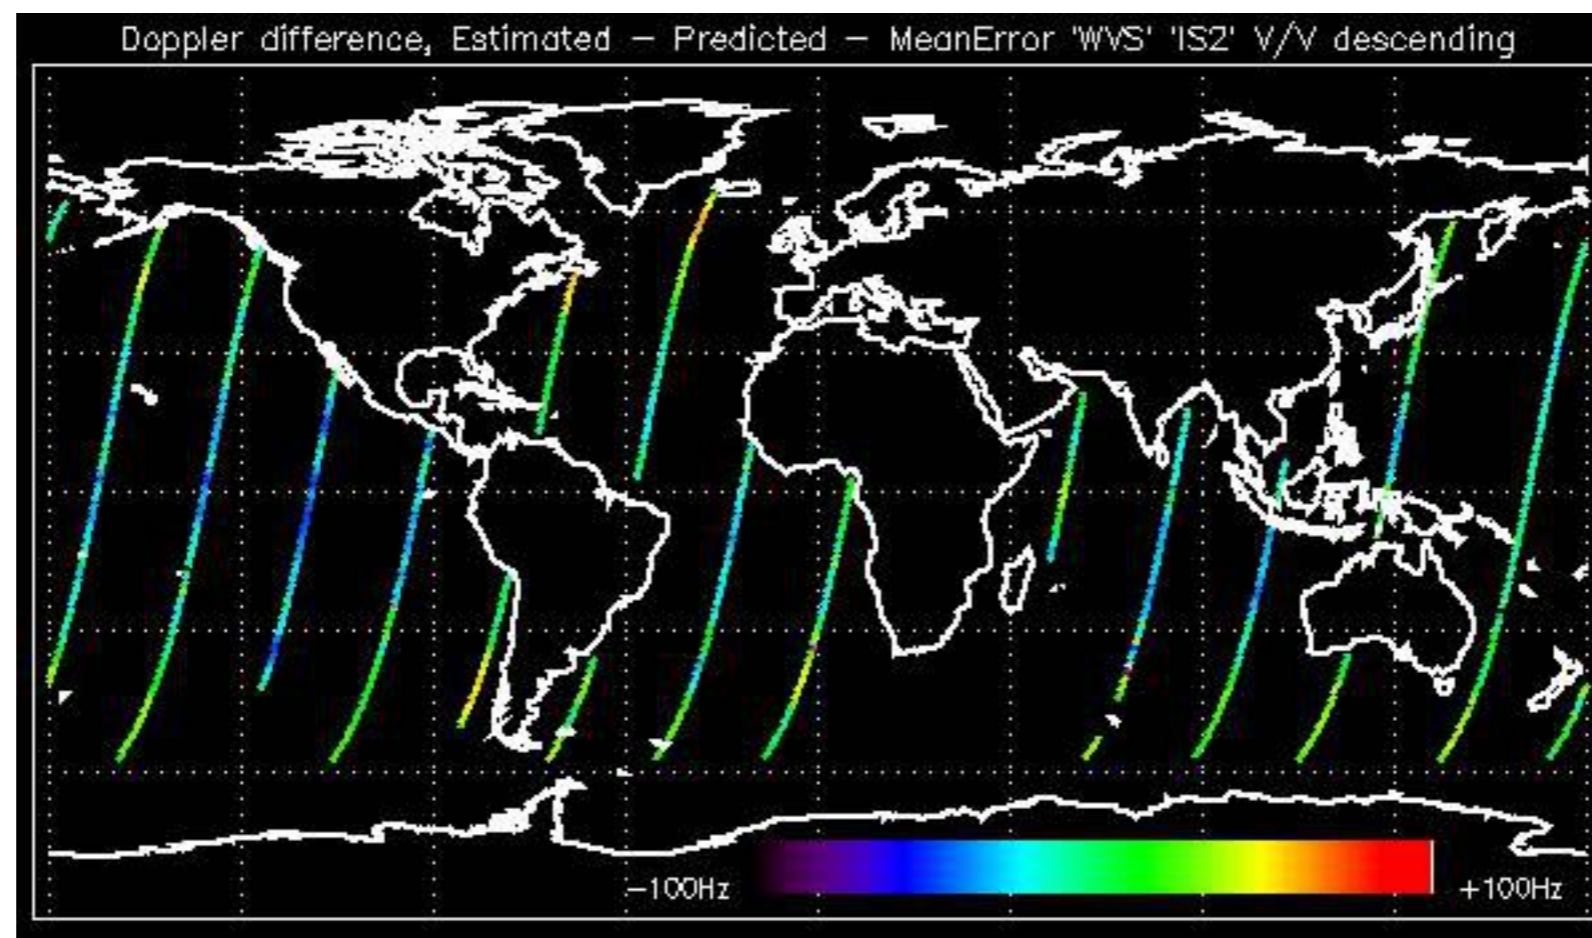 Doppler difference, Estimated – Predicted – MeanError 'WVS' 'IS2' V/V descending
–100Hz +100Hz